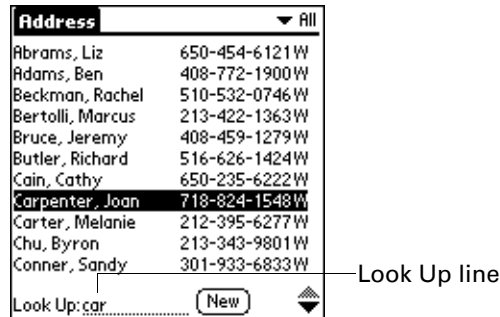 Address All
Abrams, Liz 650-454-6121W
Adams, Ben 408-772-1900W
Beckman, Rachel 510-532-0746W
Bertolli, Marcus 213-422-1363W
Bruce, Jeremy 408-459-1279W
Butler, Richard 516-626-1424W
Cain, Cathy 650-235-6222W
Carpenter, Joan 718-824-1548W
Carter, Melanie 212-395-6277W
Chu, Byron 213-343-9801W
Conner, Sandy 301-933-6833W
Look Up line
Look Up: car New